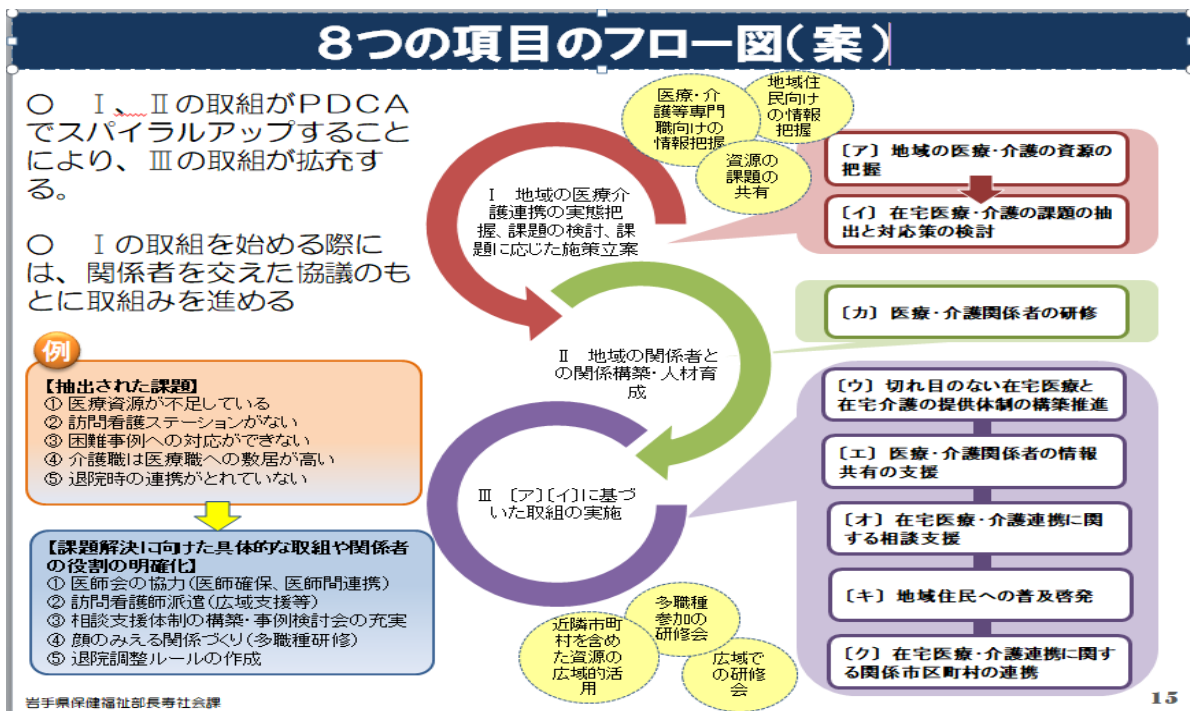 ８つの項目のフロー図（案）
○　Ⅰ、Ⅱの取組がＰＤＣＡ
でスパイラルアップすること
により、Ⅲの取組が拡充す
る。
○　Ⅰの取組を始める際に
は、関係者を交えた協議のも
とに取組みを進める
例
【抽出された課題】
① 医療資源が不足している
② 訪問看護ステーションがない
③ 困難事例への対応ができない
④ 介護職は医療職への敷居が高い
⑤ 退院時の連携がとれていない
【課題解決に向けた具体的な取組や関係者
の役割の明確化】
① 医師会の協力（医師確保、医師間連携）
② 訪問看護師派遣（広域支援等）
③ 相談支援体制の構築・事例検討会の充実
④ 顔のみえる関係づくり（多職種研修）
⑤ 退院調整ルールの作成
医療・介
護等専門
職向けの
情報把握
地域住
民向け
の情報
把握
資源の
課題の
共有
Ⅰ　地域の医療介
護連携の実態把
握、課題の検討、課
題に応じた施策立案
Ⅱ　地域の関係者と
の関係構築・人材育
成
Ⅲ　〔ア〕〔イ〕に基づ
いた取組の実施
近隣市町
村を含め
た資源の
広域的活
用
多職種
参加の
研修会
広域で
の研修
会
〔ア〕 地域の医療・介護の資源の
把握
〔イ〕 在宅医療・介護の課題の抽
出と対応策の検討
〔カ〕 医療・介護関係者の研修
〔ウ〕 切れ目のない在宅医療と
在宅介護の提供体制の構築推進
〔エ〕 医療・介護関係者の情報
共有の支援
〔オ〕 在宅医療・介護連携に関
する相談支援
〔キ〕 地域住民への普及啓発
〔ク〕 在宅医療・介護連携に関す
る関係市区町村の連携
岩手県保健福祉部長寿社会課
15